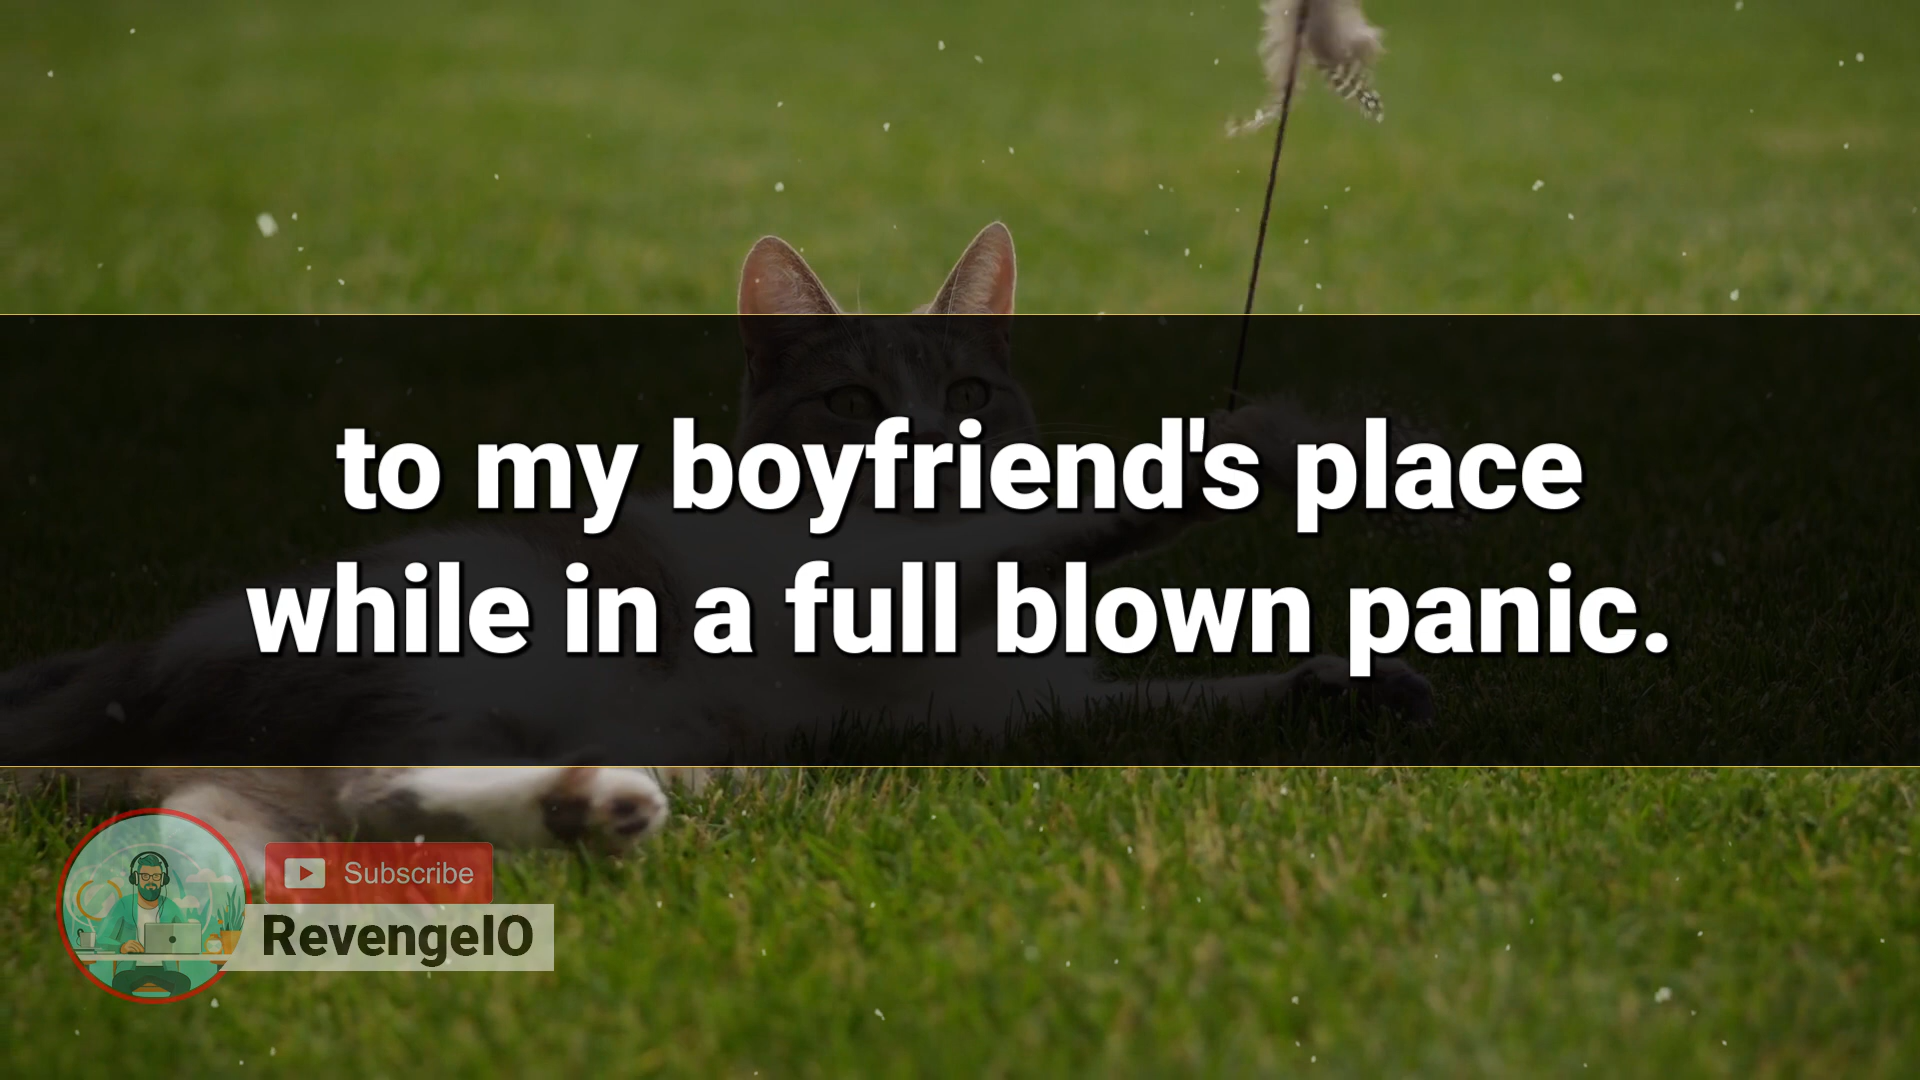 to my boyfriend's place
while in a full blown panic.
Subscribe
RevengeIO